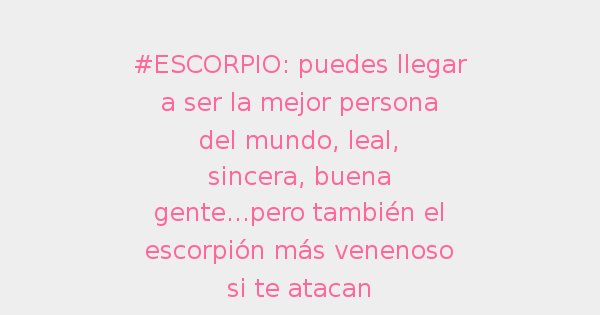 #ESCORPIO: puedes llegar
a ser la mejor persona
del mundo, leal,
sincera, buena
gente...pero también el
escorpión más venenoso
si te atacan